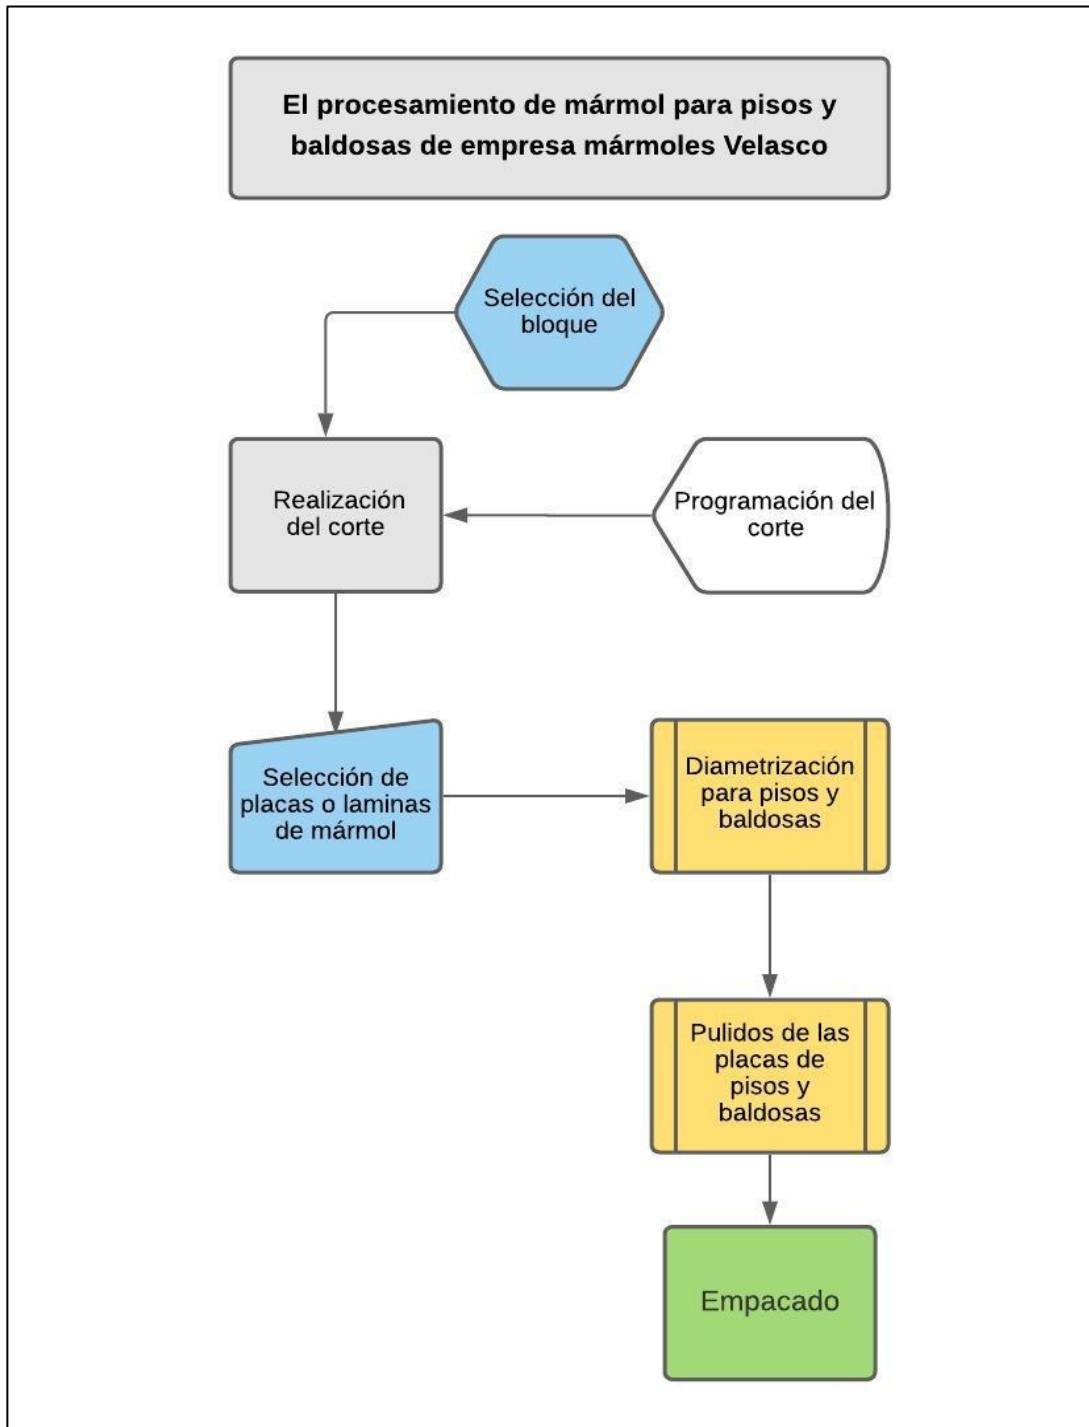 El procesamiento de mármol para pisos y
baldosas de empresa mármoles Velasco
Selección del
bloque
Realización
del corte
Programación del
corte
Selección de
placas o laminas
de mármol
Diametrización
para pisos y
baldosas
Pulidos de las
placas de
pisos y
baldosas
Empacado